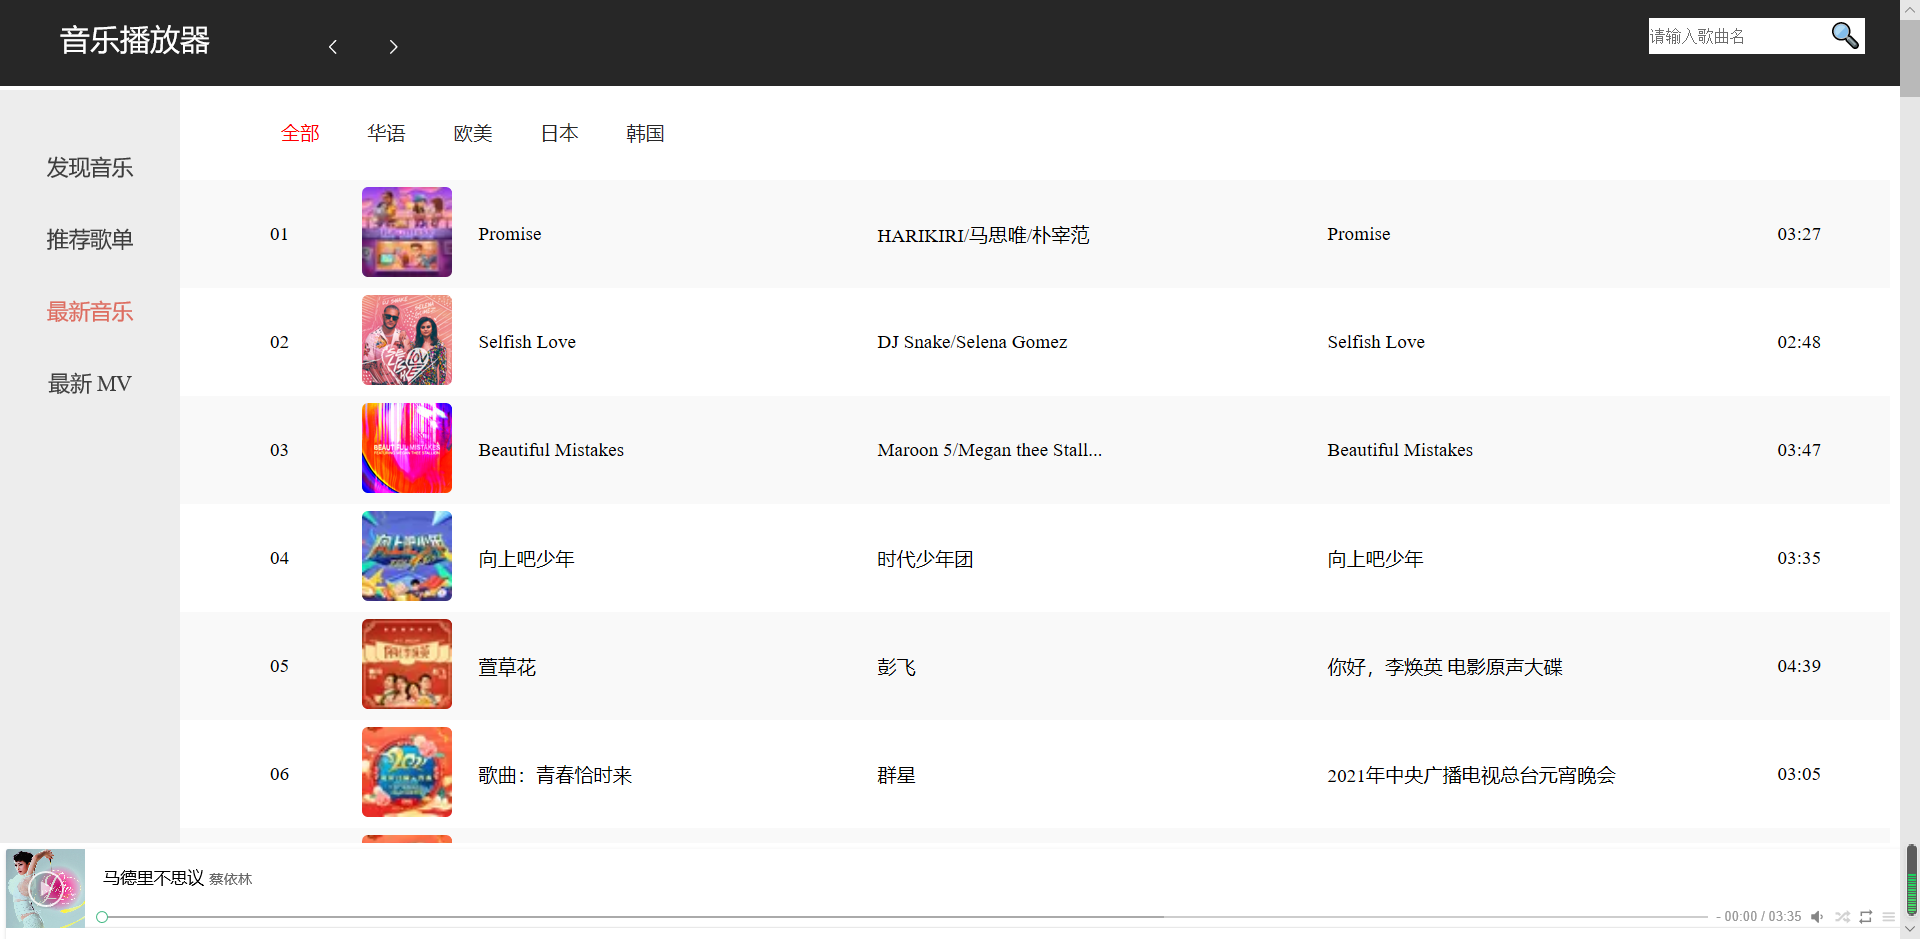 音乐播放器
请输入歌曲名
发现音乐
推荐歌单
最新音乐
最新 MV
全部 华语 欧美 日本 韩国
01 Promise HARIKIRI/马思唯/朴宰范 Promise 03:27
02 Selfish Love DJ Snake/Selena Gomez Selfish Love 02:48
03 Beautiful Mistakes Maroon 5/Megan thee Stall... Beautiful Mistakes 03:47
04 向上吧少年 时代少年团 向上吧少年 03:35
05 萱草花 彭飞 你好，李焕英 电影原声大碟 04:39
06 歌曲：青春恰时来 群星 2021年中央广播电视总台元宵晚会 03:05
马德里不思议 蔡依林
- 00:00 / 03:35